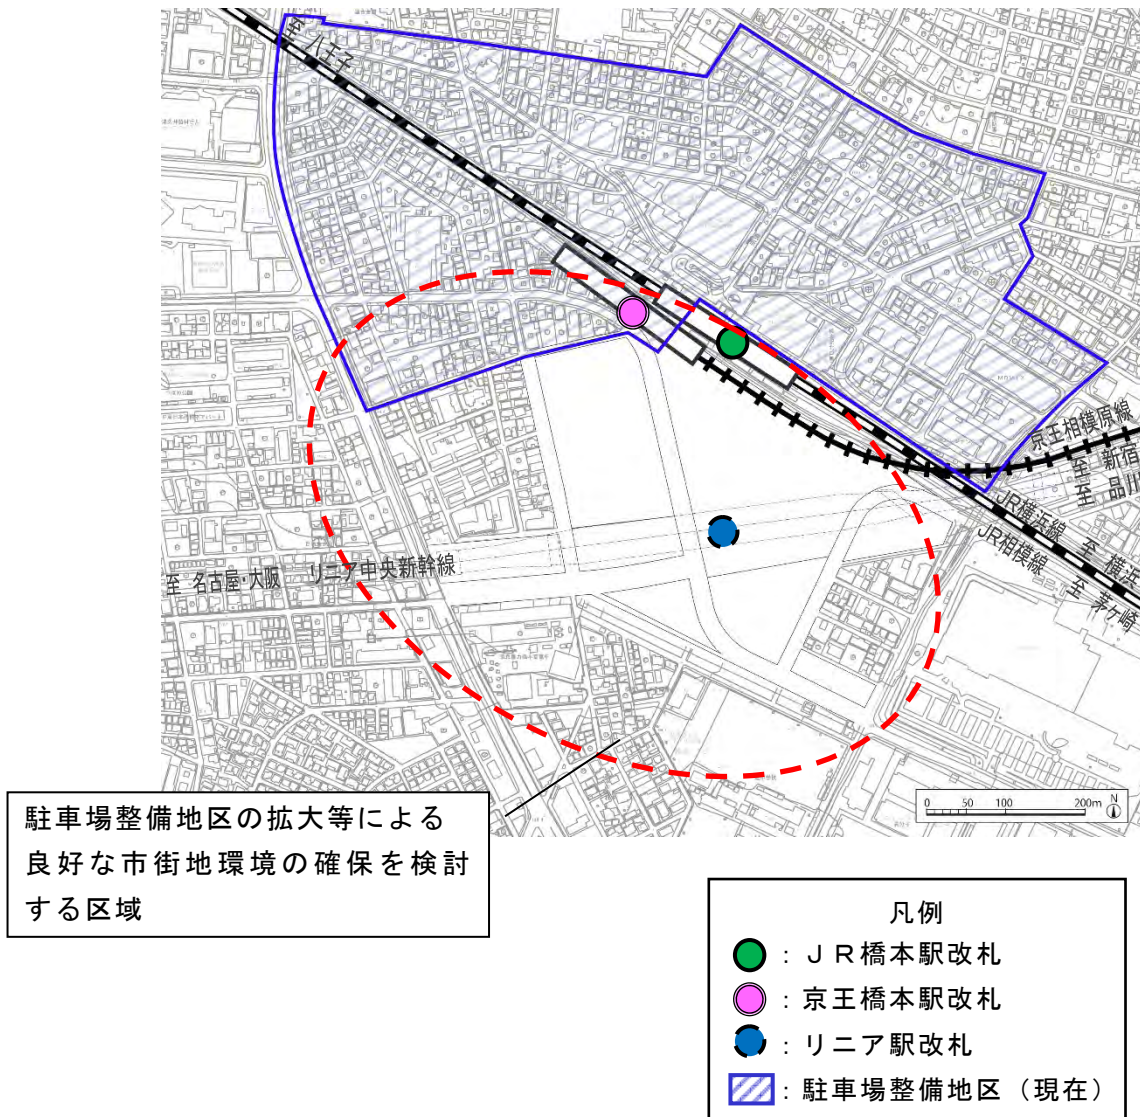 至 八王子
京王相模原線
至 新宿
至 品川
JR横浜線 至 横浜
JR相模線 至 茅ケ崎
至 名古屋・大阪 リニア中央新幹線
0 50 100 200m
N
駐車場整備地区の拡大等による
良好な市街地環境の確保を検討
する区域
凡例
：ＪＲ橋本駅改札
：京王橋本駅改札
：リニア駅改札
：駐車場整備地区（現在）